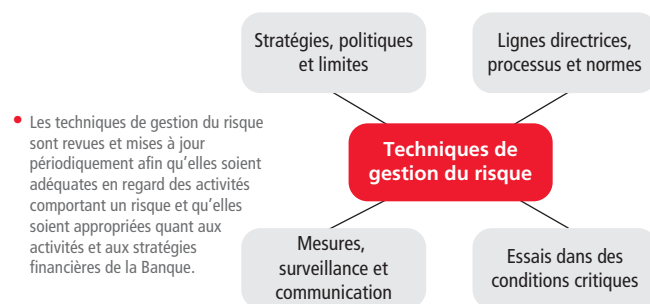 Stratégies, politiques
et limites
Lignes directrices,
processus et normes
• Les techniques de gestion du risque
sont revues et mises à jour
périodiquement afin qu’elles soient
adéquates en regard des activités
comportant un risque et qu’elles
soient appropriées quant aux
activités et aux stratégies
financières de la Banque.
Techniques de
gestion du risque
Mesures,
surveillance et
communication
Essais dans des
conditions critiques